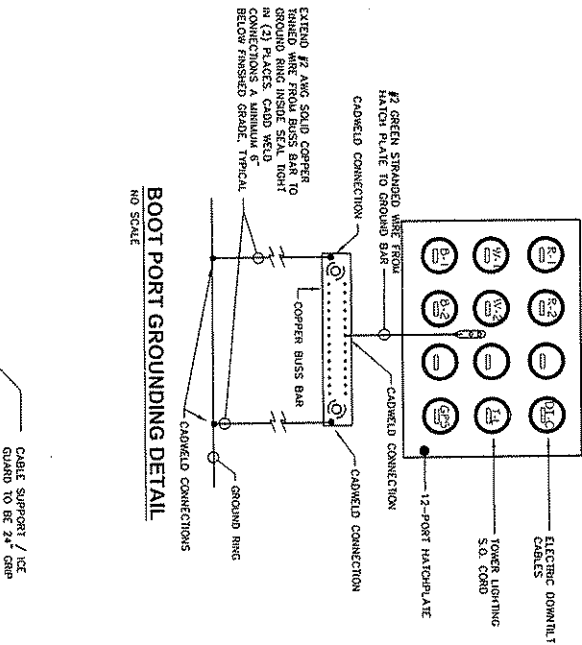 R-1 R-2
W-1 W-2 T-L
B-1 B-2 GPS
ELECTRIC DOWNTILT
CABLES
TOWER LIGHTING
S.O. CORD
12-PORT HATCHPLATE
#2 GREEN STRANDED WIRE FROM
HATCH PLATE TO GROUND BAR
CADWELD CONNECTION
CADWELD CONNECTION
CADWELD CONNECTION
COPPER BUSS BAR
EXTEND #2 AWG SOLID COPPER
TINNED WIRE FROM BUSS BAR TO
GROUND RING INSIDE SEAL TIGHT
IN (2) PLACES. CADD WELD
CONNECTIONS A MINIMUM 6"
BELOW FINISHED GRADE, TYPICAL
GROUND RING
CADWELD CONNECTIONS
BOOT PORT GROUNDING DETAIL
NO SCALE
CABLE SUPPORT / ICE
GUARD TO BE 24" GRIP